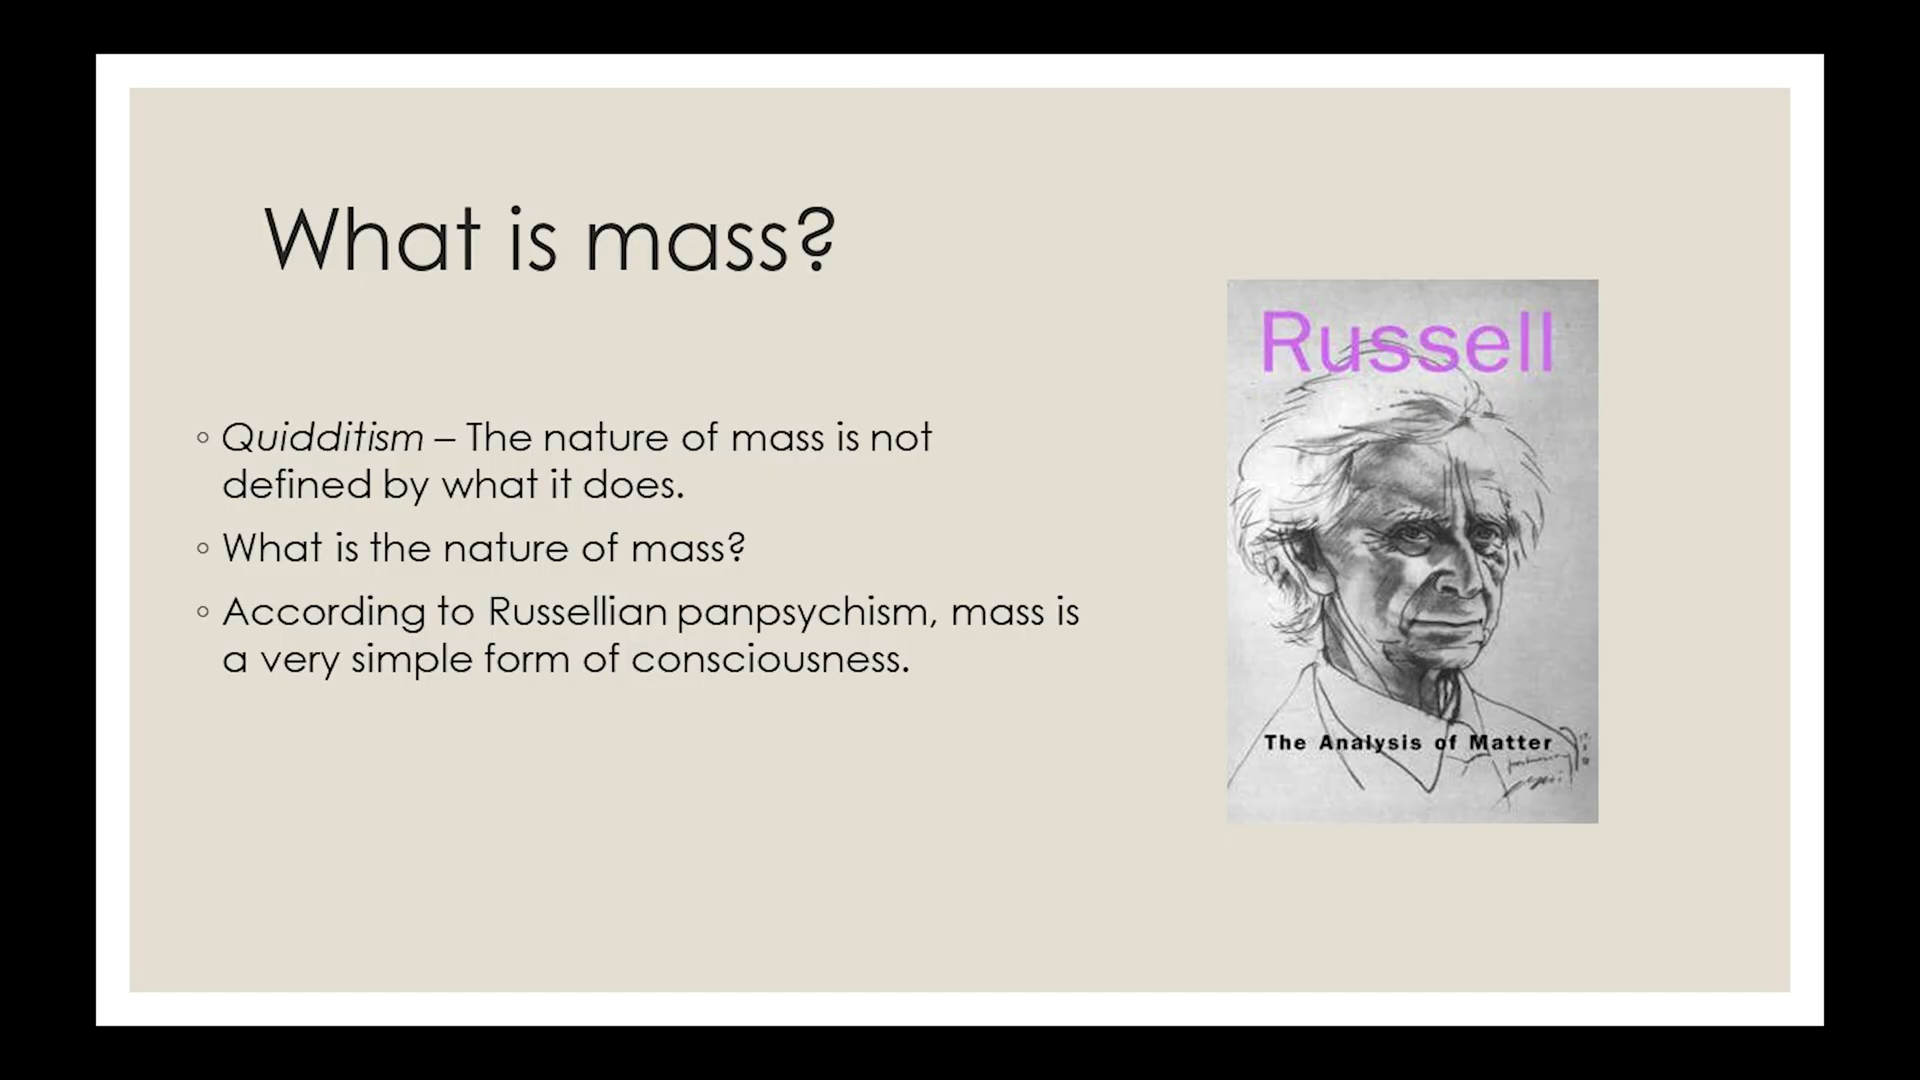 What is mass?
◦ Quidditism – The nature of mass is not
defined by what it does.
◦ What is the nature of mass?
◦ According to Russellian panpsychism, mass is
a very simple form of consciousness.
Russell
The Analysis of Matter